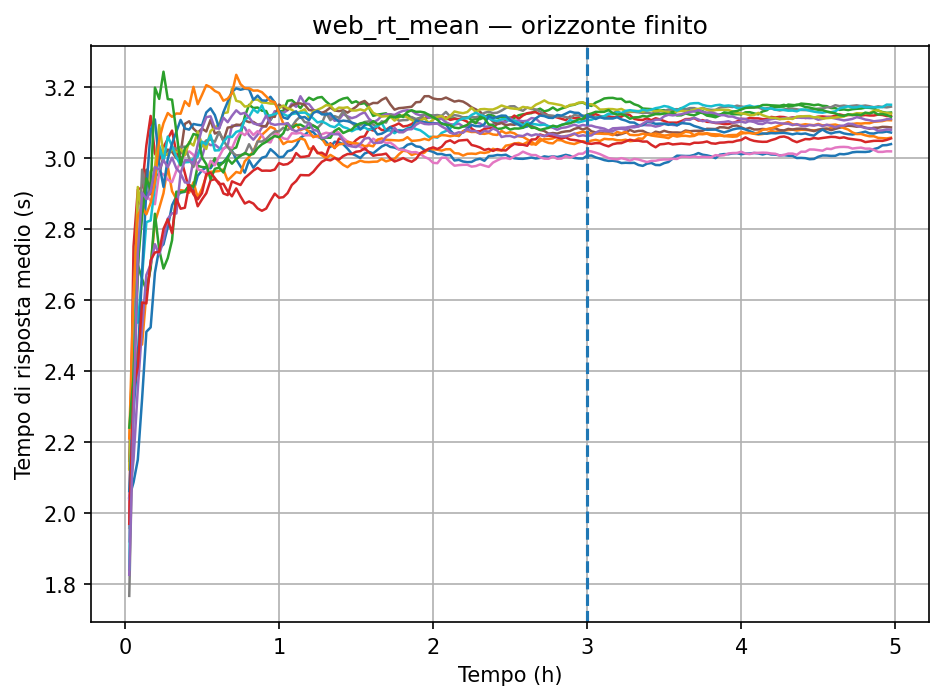 web_rt_mean — orizzonte finito
Tempo di risposta medio (s)
3.2
3.0
2.8
2.6
2.4
2.2
2.0
1.8
0 1 2 3 4 5
Tempo (h)